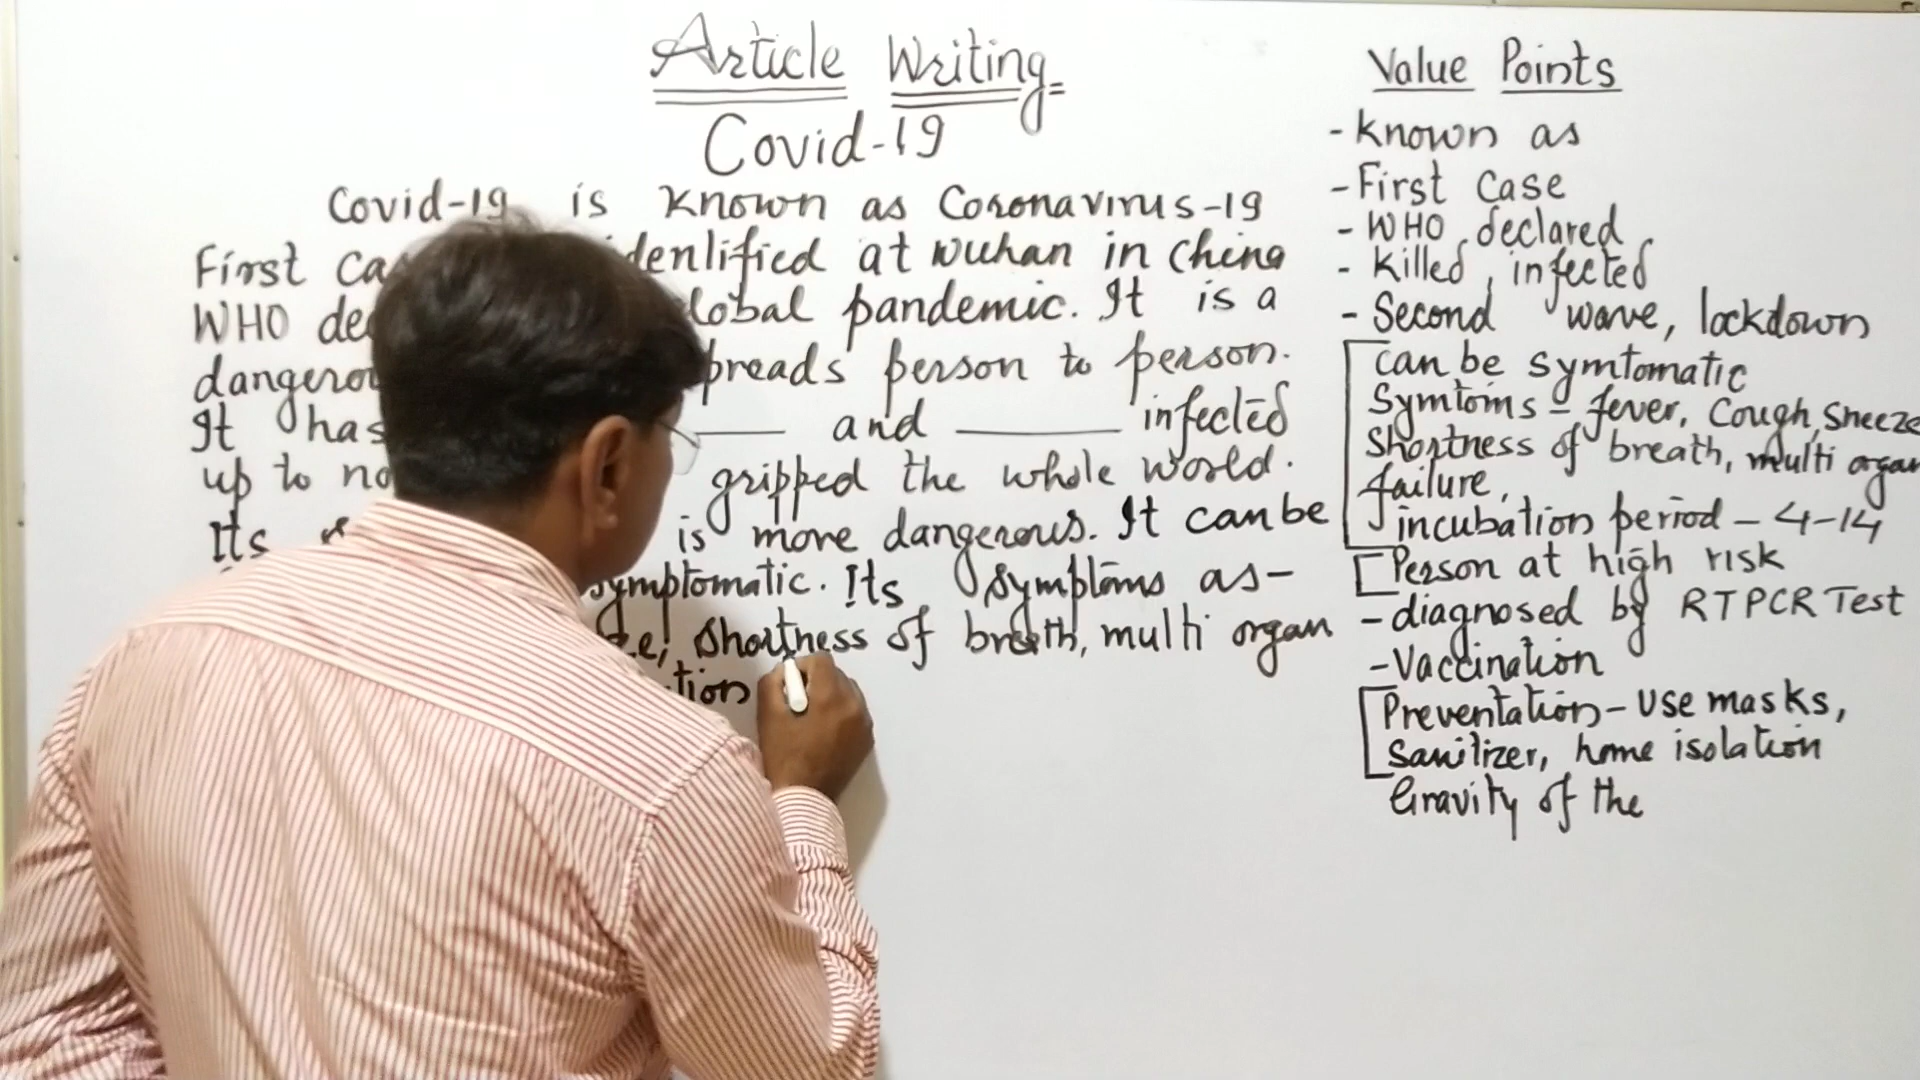 Article Writing
Covid-19
Covid-19 is known as Coronavirus-19
First Ca denlified at wuhan in china
WHO de lobal pandemic. It is a
dangero preads person to person.
It has and infected
up to no gripped the whole world.
Its is more dangerous. It can be
symptomatic. Its symptoms as-
ze, Shortness of breath, multi organ
tion
Value Points
- known as
- First Case
- WHO declared
- Killed, infected
- Second wave, lockdown
can be symtomatic
Symtoms - fever, Cough, sneeze
Shortness of breath, multi organ
failure,
incubation period - 4-14
Person at high risk
- diagnosed by RTPCR Test
- Vaccination
Preventation - Use masks,
Sanitizer, home isolation
Gravity of the